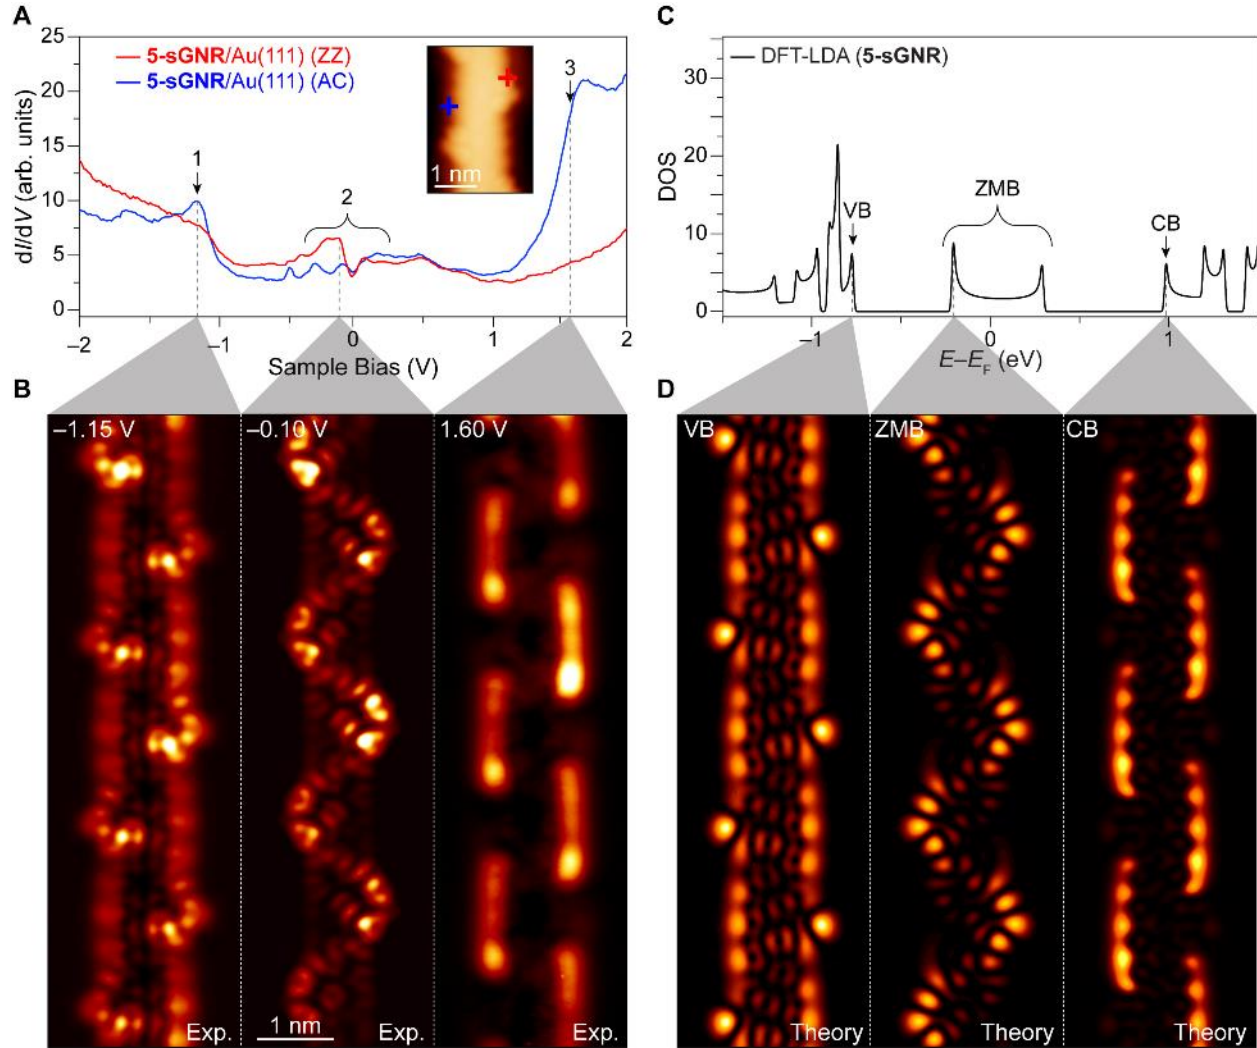 A
25
20
15
10
5
0
dI/dV (arb. units)
5-sGNR/Au(111) (ZZ)
5-sGNR/Au(111) (AC)
1 nm
1
2
3
−2
−1
0
1
2
Sample Bias (V)
C
30
20
10
0
DOS
DFT-LDA (5-sGNR)
VB
ZMB
CB
−1
0
1
E–E_F (eV)
B
–1.15 V
–0.10 V
1.60 V
Exp.
1 nm
Exp.
Exp.
D
VB
ZMB
CB
Theory
Theory
Theory